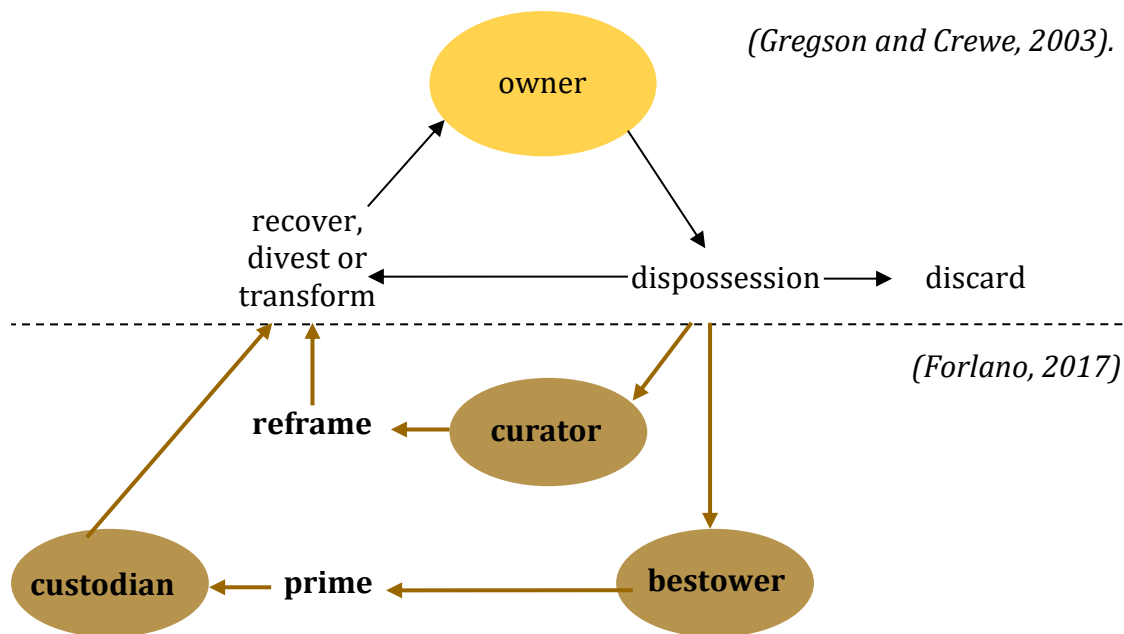 (Gregson and Crewe, 2003).
owner
recover,
divest or
transform
dispossession
discard
(Forlano, 2017)
reframe
curator
custodian
prime
bestower